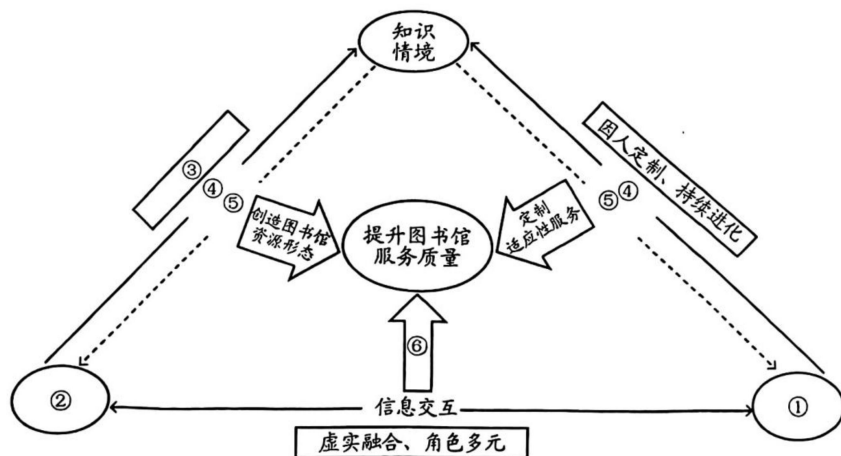 知识
情境
③
④
⑤
创造图书馆
资源形态
提升图书馆
服务质量
定制
适应性服务
⑤④
因人定制、持续进化
⑥
②
信息交互
①
虚实融合、角色多元